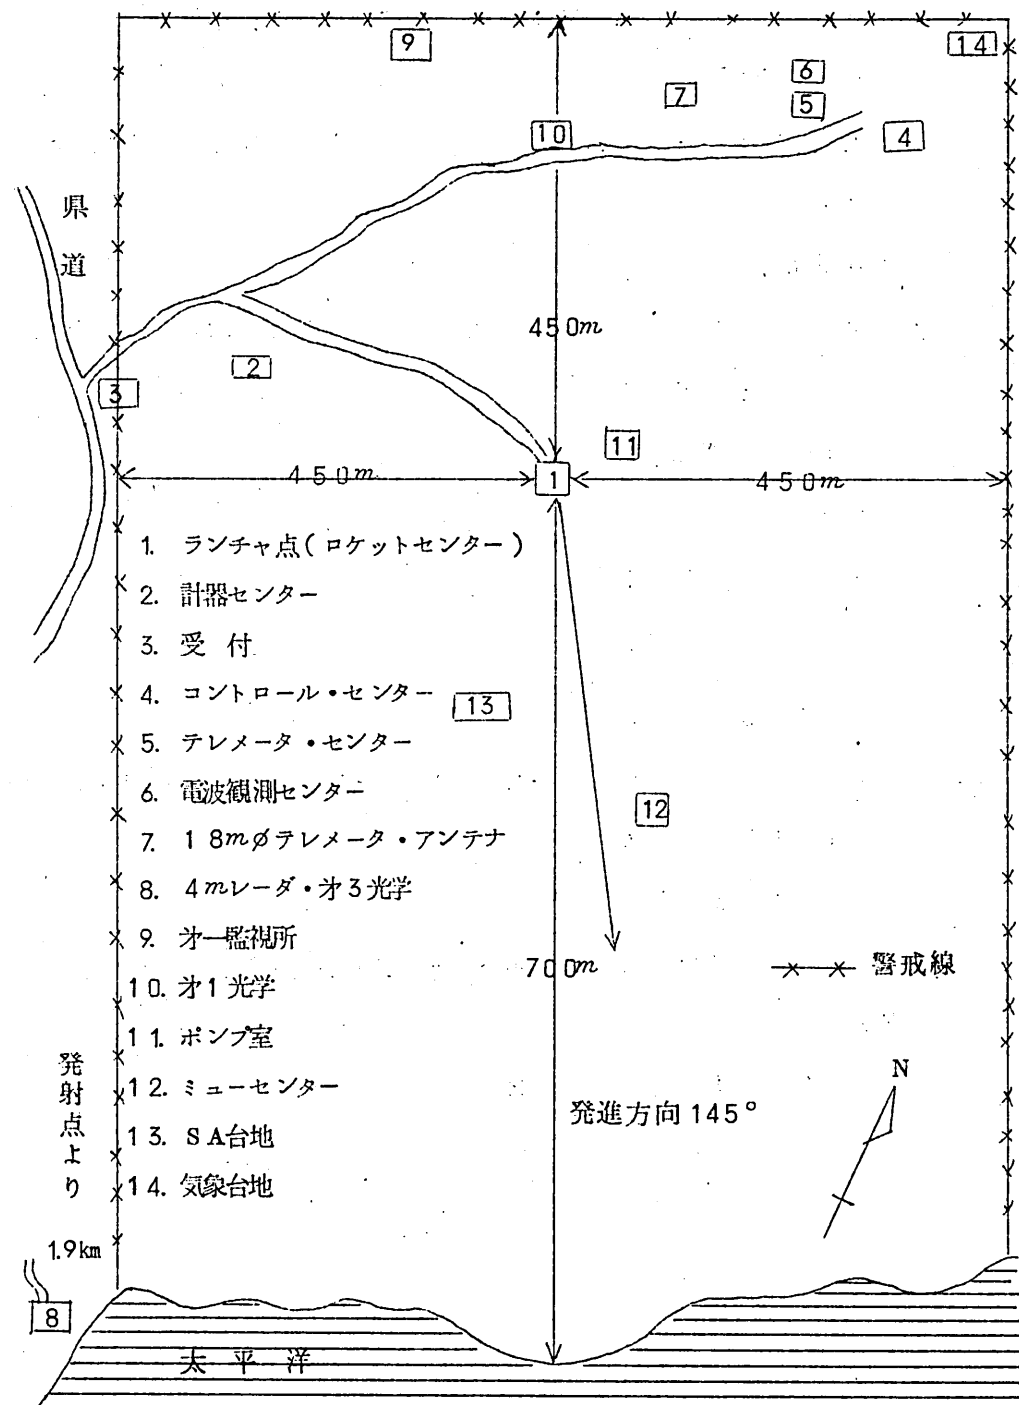 9
14
6
7
5
10
4
県道
450m
2
3
11
450m
1
450m
1. ランチャ点(ロケットセンター)
2. 計器センター
3. 受付
4. コントロール・センター
13
5. テレメータ・センター
6. 電波観測センター
12
7. 18mφテレメータ・アンテナ
8. 4mレーダ・才3光学
9. 才一監視所
700m
警戒線
10. 才1光学
11. ポンプ室
発射点より
1.9km
12. ミューセンター
N
発進方向145°
13. SA台地
14. 気象台地
8
太平洋